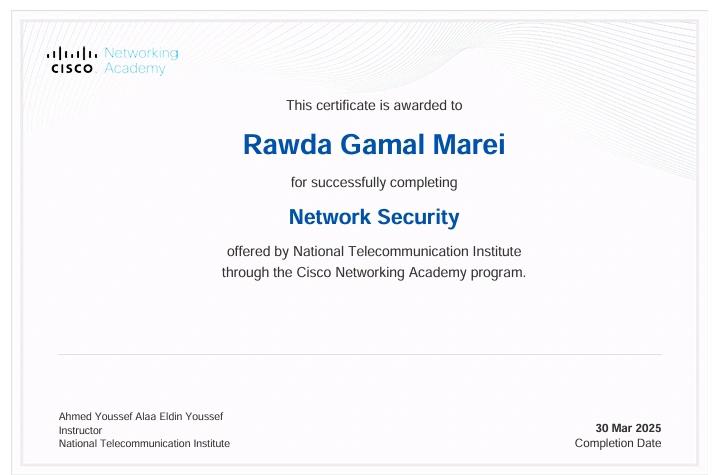 Networking
CISCO Academy
This certificate is awarded to
Rawda Gamal Marei
for successfully completing
Network Security
offered by National Telecommunication Institute
through the Cisco Networking Academy program.
Ahmed Youssef Alaa Eldin Youssef
Instructor
National Telecommunication Institute
30 Mar 2025
Completion Date